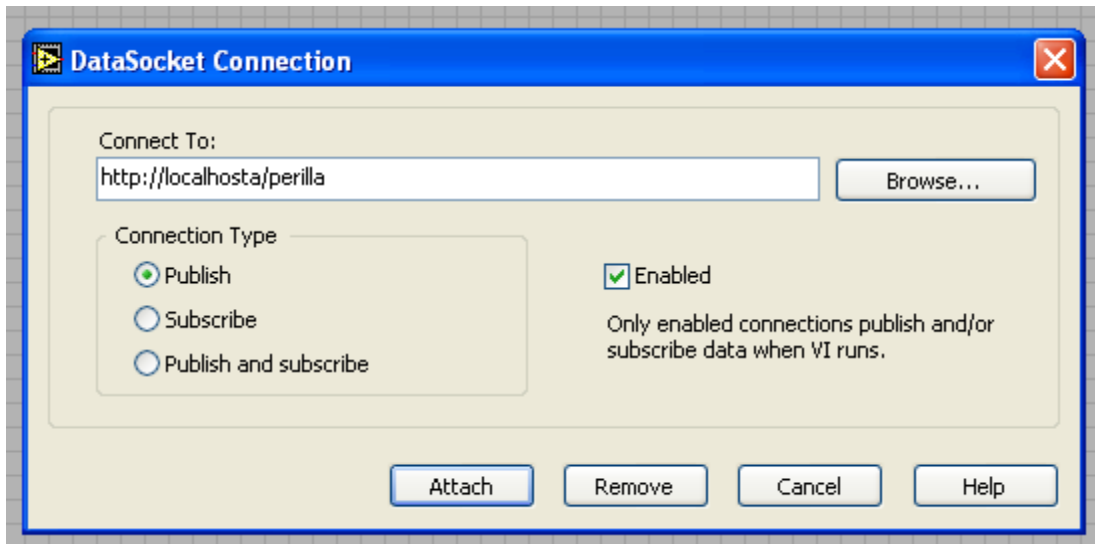 DataSocket Connection
Connect To:
http://localhosta/perilla
Browse...
Connection Type
Publish
Subscribe
Publish and subscribe
Enabled
Only enabled connections publish and/or
subscribe data when VI runs.
Attach
Remove
Cancel
Help